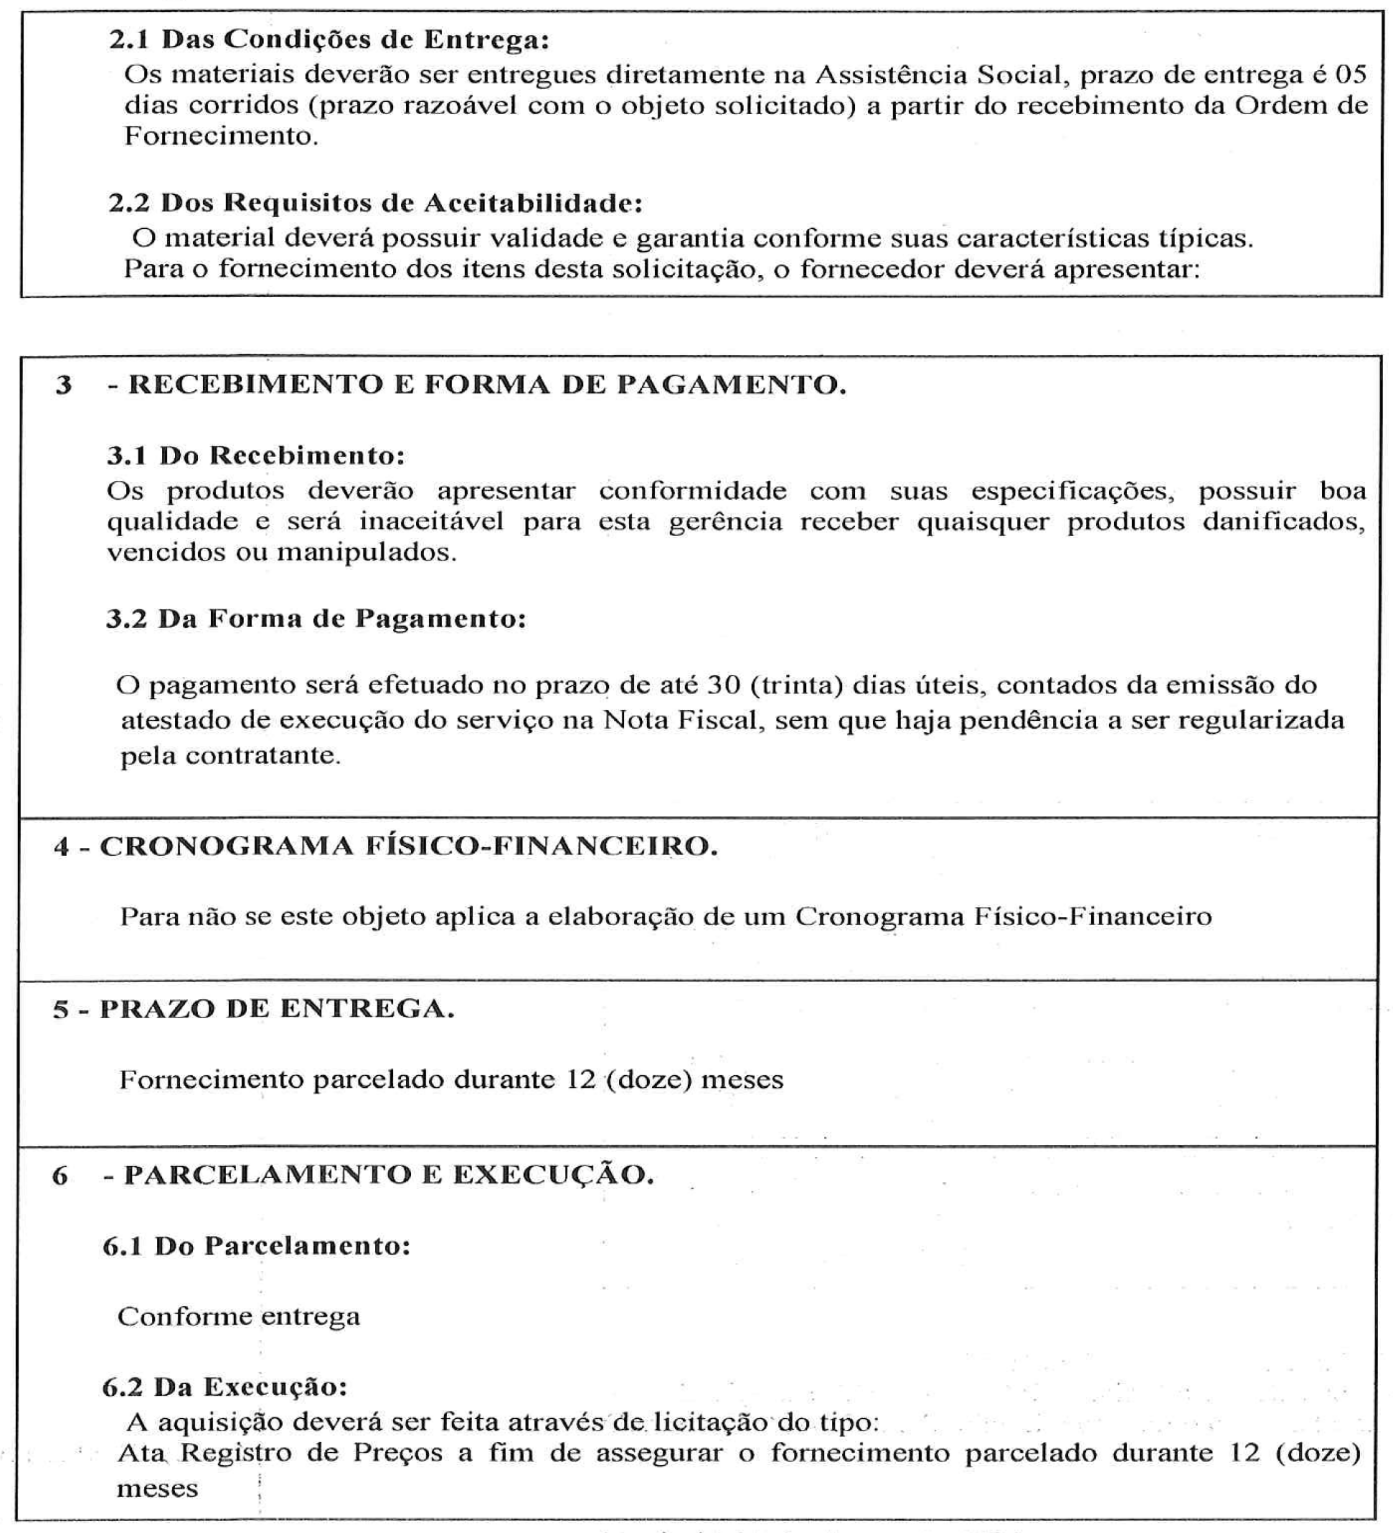 2.1 Das Condições de Entrega:
Os materiais deverão ser entregues diretamente na Assistência Social, prazo de entrega é 05
dias corridos (prazo razoável com o objeto solicitado) a partir do recebimento da Ordem de
Fornecimento.
2.2 Dos Requisitos de Aceitabilidade:
O material deverá possuir validade e garantia conforme suas características típicas.
Para o fornecimento dos itens desta solicitação, o fornecedor deverá apresentar:
3 - RECEBIMENTO E FORMA DE PAGAMENTO.
3.1 Do Recebimento:
Os produtos deverão apresentar conformidade com suas especificações, possuir boa
qualidade e será inaceitável para esta gerência receber quaisquer produtos danificados,
vencidos ou manipulados.
3.2 Da Forma de Pagamento:
O pagamento será efetuado no prazo de até 30 (trinta) dias úteis, contados da emissão do
atestado de execução do serviço na Nota Fiscal, sem que haja pendência a ser regularizada
pela contratante.
4 - CRONOGRAMA FÍSICO-FINANCEIRO.
Para não se este objeto aplica a elaboração de um Cronograma Físico-Financeiro
5 - PRAZO DE ENTREGA.
Fornecimento parcelado durante 12 (doze) meses
6 - PARCELAMENTO E EXECUÇÃO.
6.1 Do Parcelamento:
Conforme entrega
6.2 Da Execução:
A aquisição deverá ser feita através de licitação do tipo:
Ata Registro de Preços a fim de assegurar o fornecimento parcelado durante 12 (doze)
meses